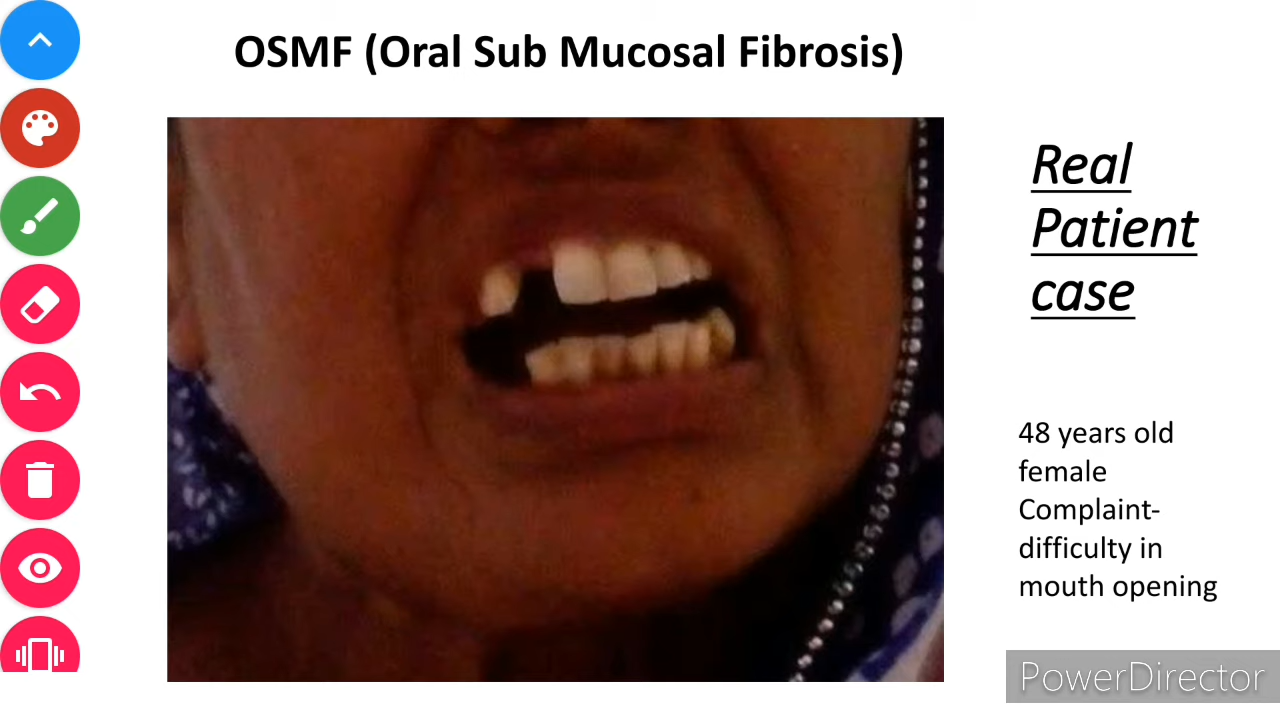 OSMF (Oral Sub Mucosal Fibrosis)
Real
Patient
case
48 years old
female
Complaint-
difficulty in
mouth opening
PowerDirector